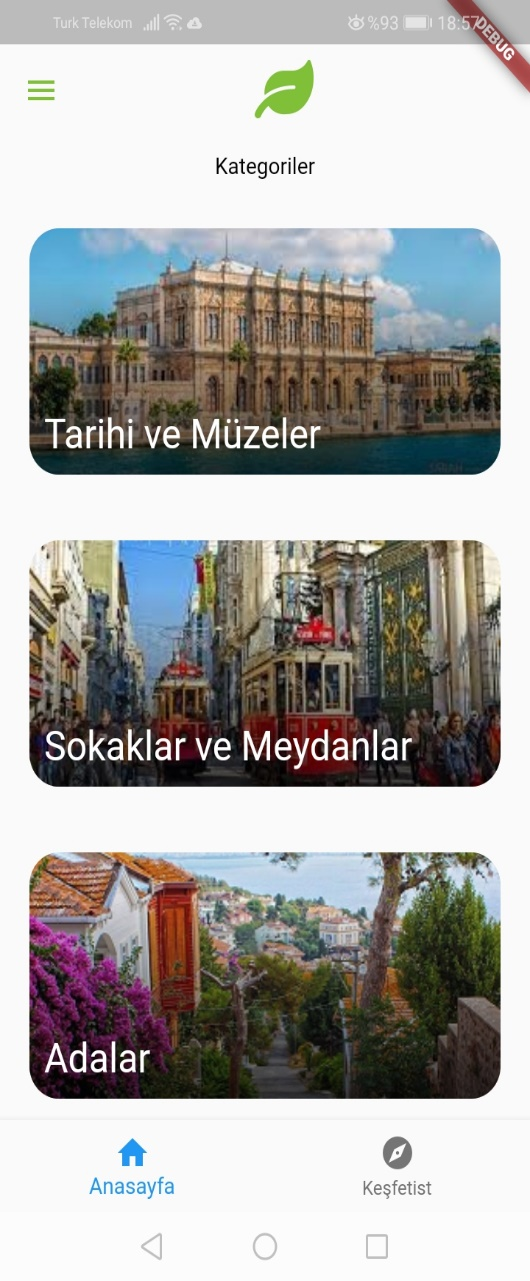 Turk Telekom %93 18:57
DEBUG
Kategoriler
Tarihi ve Müzeler
Sokaklar ve Meydanlar
Adalar
Anasayfa
Keşfetist